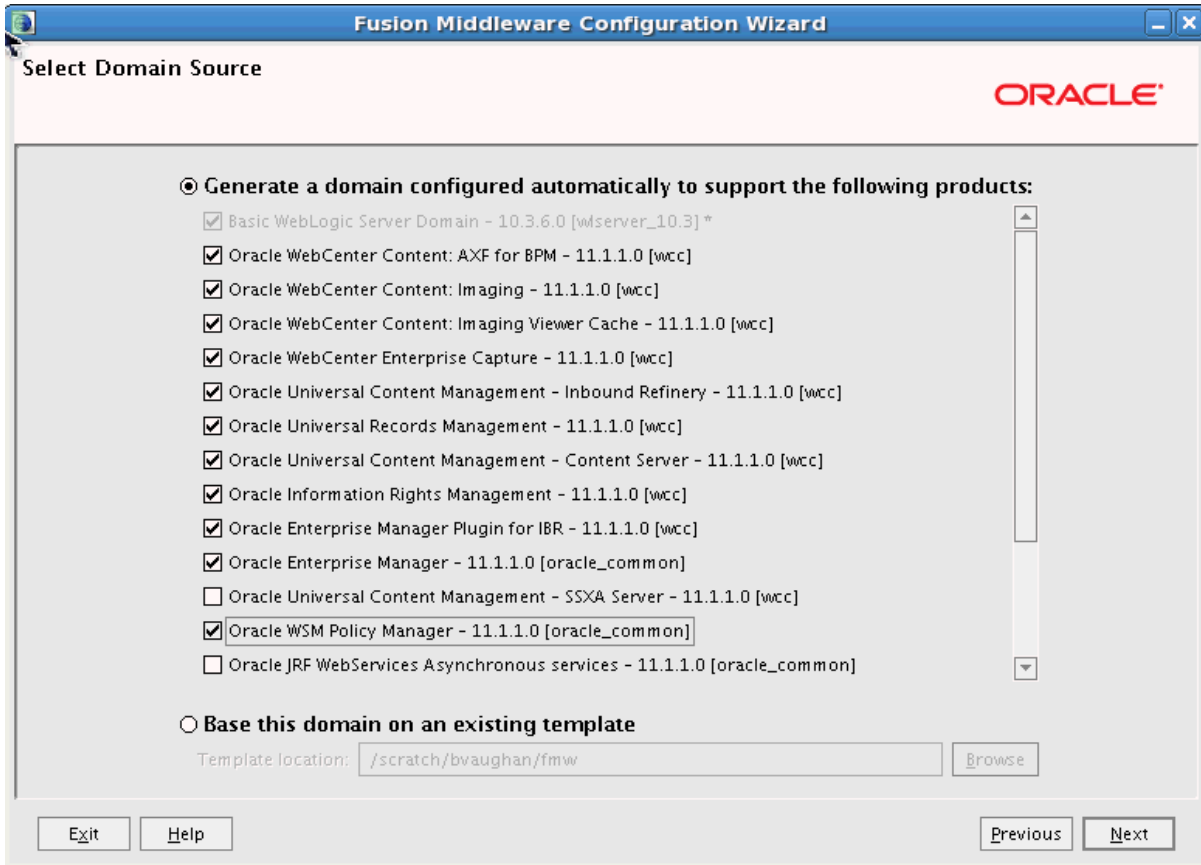 Fusion Middleware Configuration Wizard
Select Domain Source
ORACLE
Generate a domain configured automatically to support the following products:
Basic WebLogic Server Domain - 10.3.6.0 [wlserver_10.3] *
Oracle WebCenter Content: AXF for BPM - 11.1.1.0 [wcc]
Oracle WebCenter Content: Imaging - 11.1.1.0 [wcc]
Oracle WebCenter Content: Imaging Viewer Cache - 11.1.1.0 [wcc]
Oracle WebCenter Enterprise Capture - 11.1.1.0 [wcc]
Oracle Universal Content Management - Inbound Refinery - 11.1.1.0 [wcc]
Oracle Universal Records Management - 11.1.1.0 [wcc]
Oracle Universal Content Management - Content Server - 11.1.1.0 [wcc]
Oracle Information Rights Management - 11.1.1.0 [wcc]
Oracle Enterprise Manager Plugin for IBR - 11.1.1.0 [wcc]
Oracle Enterprise Manager - 11.1.1.0 [oracle_common]
Oracle Universal Content Management - SSXA Server - 11.1.1.0 [wcc]
Oracle WSM Policy Manager - 11.1.1.0 [oracle_common]
Oracle JRF WebServices Asynchronous services - 11.1.1.0 [oracle_common]
Base this domain on an existing template
Template location: /scratch/bvaughan/fmw Browse
Exit Help Previous Next